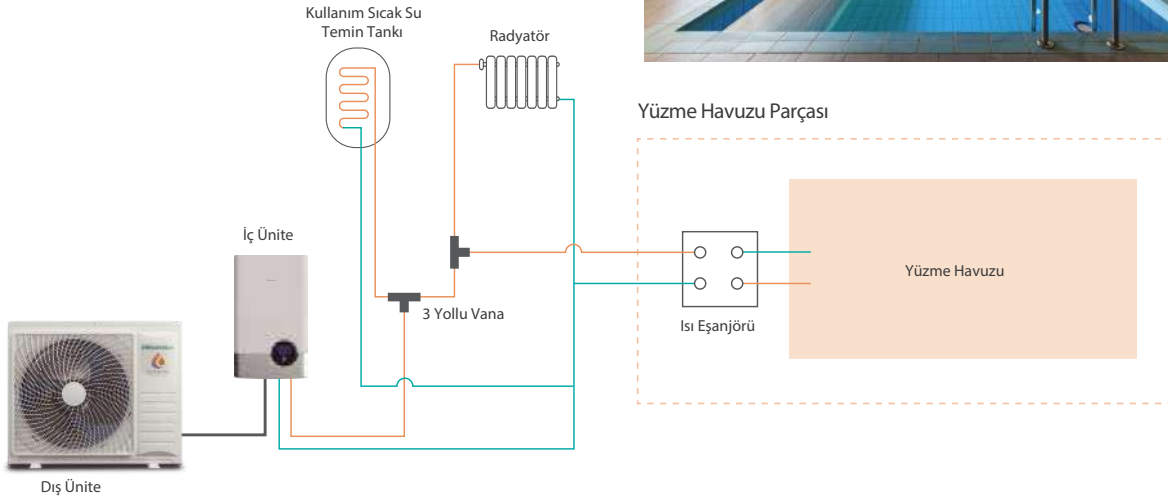 Kullanım Sıcak Su
Temin Tankı
Radyatör
Yüzme Havuzu Parçası
İç Ünite
Yüzme Havuzu
3 Yollu Vana
Isı Eşanjörü
Dış Ünite